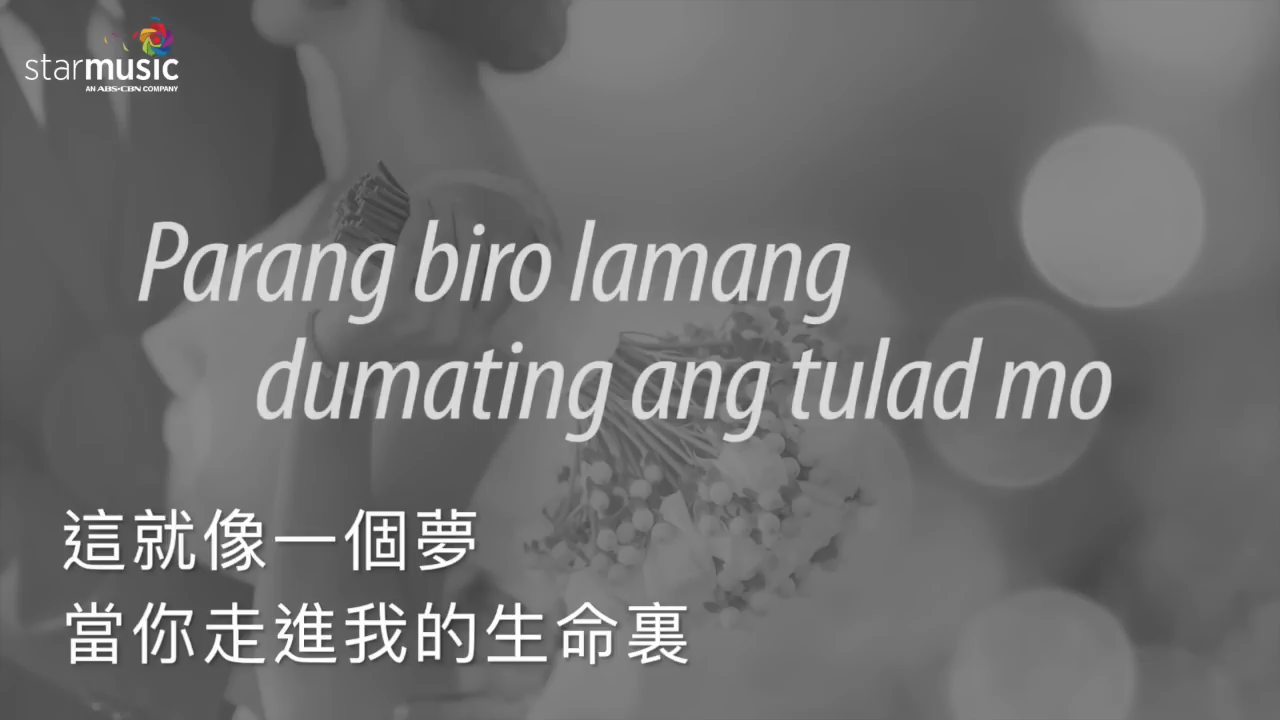 starmusic
AN ABS-CBN COMPANY
Parang biro lamang
dumating ang tulad mo
這就像一個夢
當你走進我的生命裏